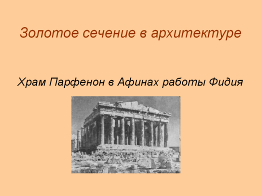 Золотое сечение в архитектуре
Храм Парфенон в Афинах работы Фидия